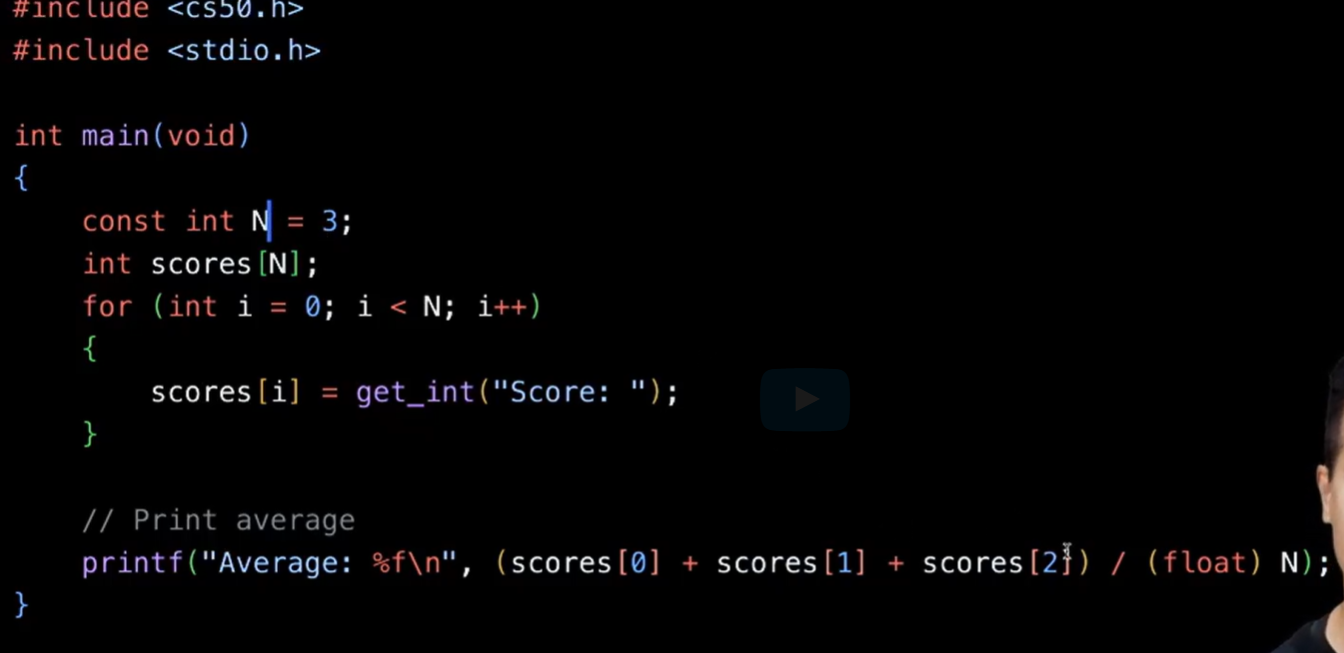 #include <cs50.h>
#include <stdio.h>
int main(void)
{
const int N = 3;
int scores[N];
for (int i = 0; i < N; i++)
{
scores[i] = get_int("Score: ");
}
// Print average
printf("Average: %f\n", (scores[0] + scores[1] + scores[2]) / (float) N);
}